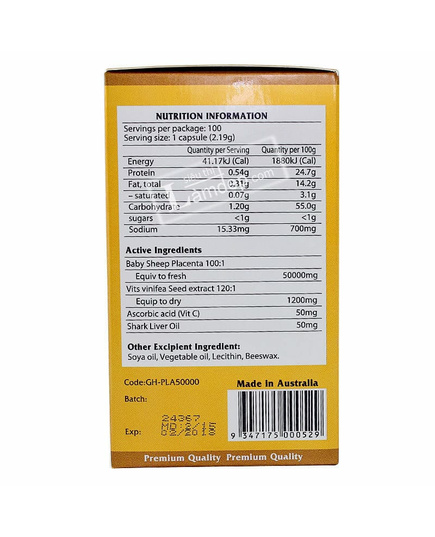 NUTRITION INFORMATION
Servings per package: 100
Serving size: 1 capsule (2.19g)
Quantity per Serving Quantity per 100g
Energy 41.17kJ (Cal) 1880kJ (Cal)
Protein 0.54g 24.7g
Fat, total 0.31g 14.2g
– saturated 0.07g 3.1g
Carbohydrate 1.20g 55.0g
sugars <1g <1g
Sodium 15.33mg 700mg
Active Ingredients
Baby Sheep Placenta 100:1
Equiv to fresh 50000mg
Vits vinifea Seed extract 120:1
Equip to dry 1200mg
Ascorbic acid (Vit C) 50mg
Shark Liver Oil 50mg
Other Excipient Ingredient:
Soya oil, Vegetable oil, Lecithin, Beeswax.
Code:GH-PLA50000 Made In Australia
Batch: 24367
Exp:
9 347175 000529
Premium Quality Premium Quality